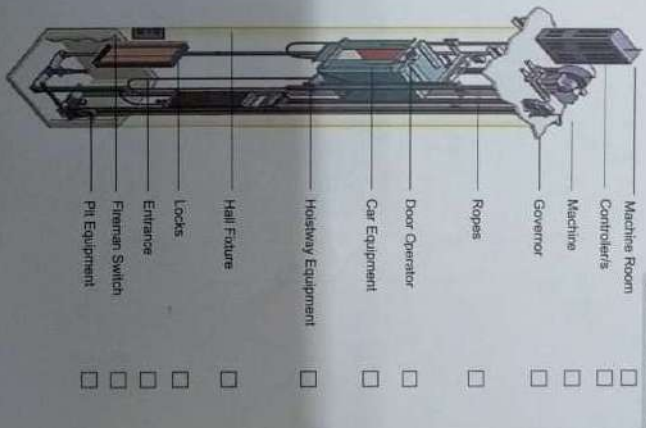 Machine Room
Controller/s
Machine
Governor
Ropes
Door Operator
Car Equipment
Hoistway Equipment
Hall Fixture
Locks
Entrance
Fireman Switch
Pit Equipment